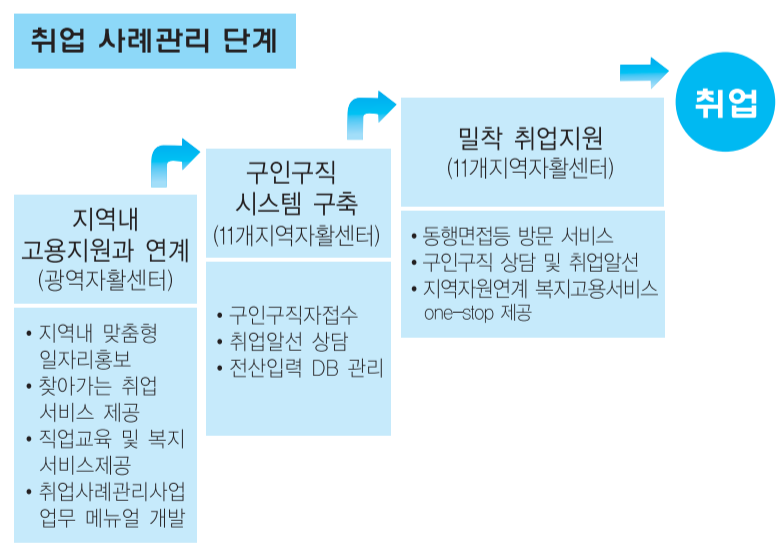 취업 사례관리 단계
지역내
고용지원과 연계
(광역자활센터)
• 지역내 맞춤형
일자리홍보
• 찾아가는 취업
서비스 제공
• 직업교육 및 복지
서비스제공
• 취업사례관리사업
업무 메뉴얼 개발
구인구직
시스템 구축
(11개지역자활센터)
• 구인구직자접수
• 취업알선 상담
• 전산입력 DB 관리
밀착 취업지원
(11개지역자활센터)
• 동행면접등 방문 서비스
• 구인구직 상담 및 취업알선
• 지역자원연계 복지고용서비스
one-stop 제공
취업